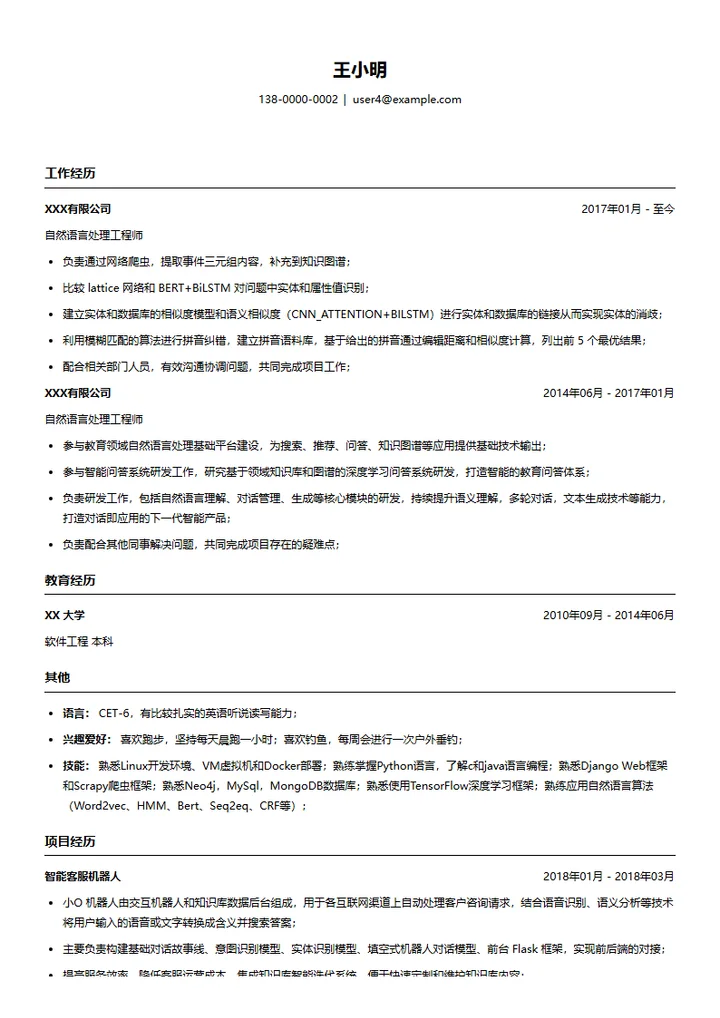 王小明
138-0000-0002 | user4@example.com
工作经历
XXX有限公司 2017年01月 - 至今
自然语言处理工程师
• 负责通过网络爬虫，提取事件三元组内容，补充到知识图谱；
• 比较 lattice 网络和 BERT+BiLSTM 对问题中实体和属性值识别；
• 建立实体和数据库的相似度模型和语义相似度（CNN_ATTENTION+BILSTM）进行实体和数据库的链接从而实现实体的消歧；
• 利用模糊匹配的算法进行拼音纠错，建立拼音语料库，基于给出的拼音通过编辑距离和相似度计算，列出前 5 个最优结果；
• 配合相关部门人员，有效沟通协调问题，共同完成项目工作；
XXX有限公司 2014年06月 - 2017年01月
自然语言处理工程师
• 参与教育领域自然语言处理基础平台建设，为搜索、推荐、问答、知识图谱等应用提供基础技术输出；
• 参与智能问答系统研发工作，研究基于领域知识库和图谱的深度学习问答系统研发，打造智能的教育问答体系；
• 负责研发工作，包括自然语言理解、对话管理、生成等核心模块的研发，持续提升语义理解，多轮对话，文本生成技术等能力，
打造对话即应用的下一代智能产品；
• 负责配合其他同事解决问题，共同完成项目存在的疑难点；
教育经历
XX 大学 2010年09月 - 2014年06月
软件工程 本科
其他
• 语言： CET-6，有比较扎实的英语听说读写能力；
• 兴趣爱好： 喜欢跑步，坚持每天晨跑一小时；喜欢钓鱼，每周会进行一次户外垂钓；
• 技能： 熟悉Linux开发环境、VM虚拟机和Docker部署；熟练掌握Python语言，了解c和java语言编程；熟悉Django Web框架
和Scrapy爬虫框架；熟悉Neo4j，MySql，MongoDB数据库；熟悉使用TensorFlow深度学习框架；熟练应用自然语言算法
（Word2vec、HMM、Bert、Seq2eq、CRF等）；
项目经历
智能客服机器人 2018年01月 - 2018年03月
• 小O 机器人由交互机器人和知识库数据后台组成，用于各互联网渠道上自动处理客户咨询请求，结合语音识别、语义分析等技术
将用户输入的语音或文字转换成含义并搜索答案；
• 主要负责构建基础对话故事线、意图识别模型、实体识别模型、填空式机器人对话模型、前台 Flask 框架，实现前后端的对接；
• 提高服务效率，降低客服运营成本，集成知识库智能迭代系统，便于快速定制和维护知识库内容；